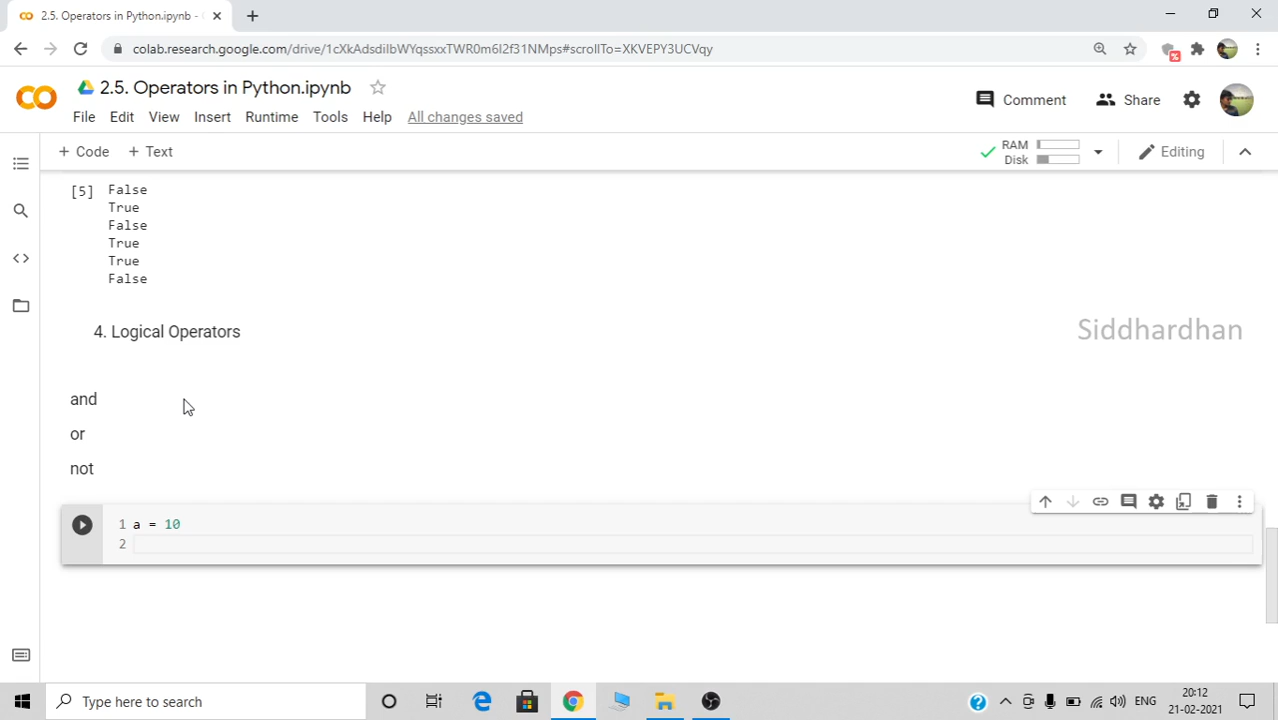 2.5. Operators in Python.ipynb -
colab.research.google.com/drive/1cXkAdsdiIbWYqssxxTWR0m6I2f31NMps#scrollTo=XKVEPY3UCVqy
2.5. Operators in Python.ipynb
Comment
Share
File Edit View Insert Runtime Tools Help All changes saved
+ Code + Text
RAM
Disk
Editing
[5] False
True
False
True
True
False
4. Logical Operators
Siddhardhan
and
or
not
1 a = 10
2
Type here to search
ENG
20:12
21-02-2021